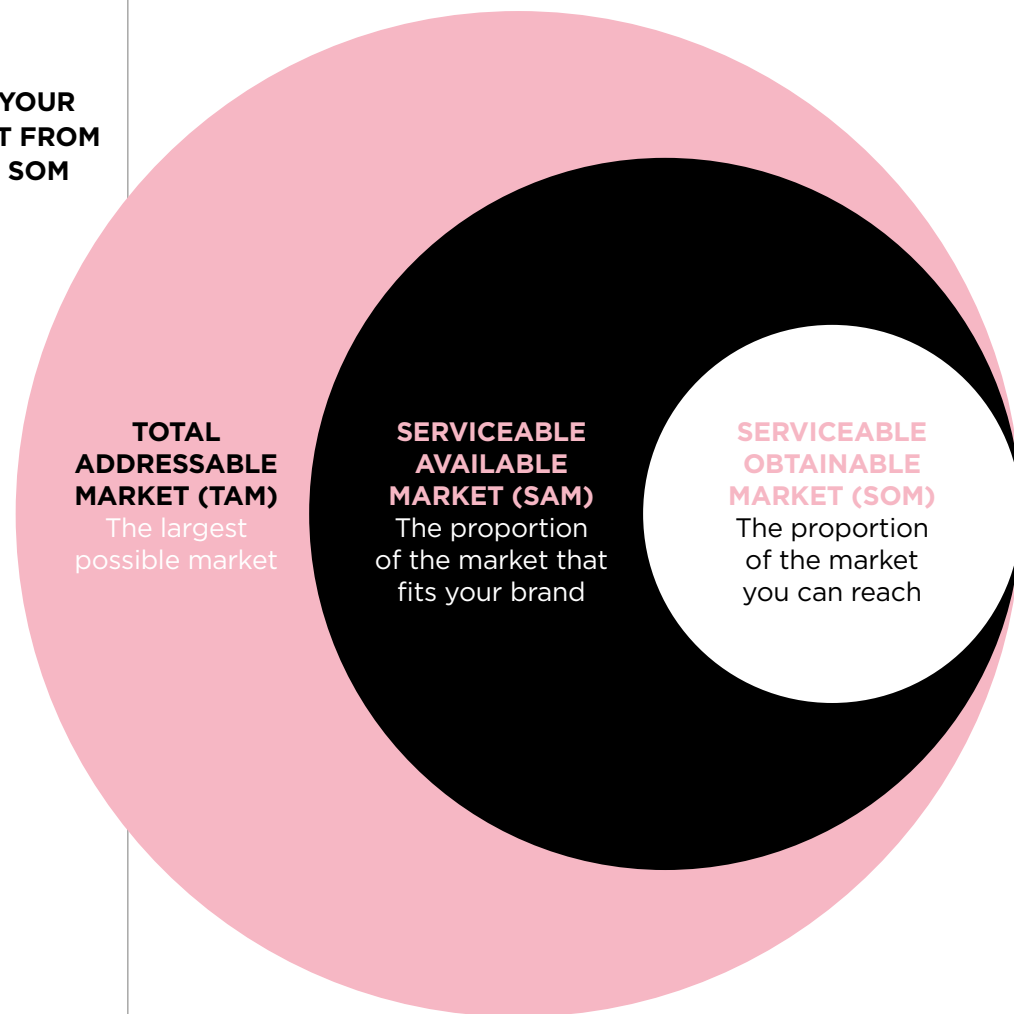 YOUR
T FROM
SOM
TOTAL
ADDRESSABLE
MARKET (TAM)
The largest
possible market
SERVICEABLE
AVAILABLE
MARKET (SAM)
The proportion
of the market that
fits your brand
SERVICEABLE
OBTAINABLE
MARKET (SOM)
The proportion
of the market
you can reach